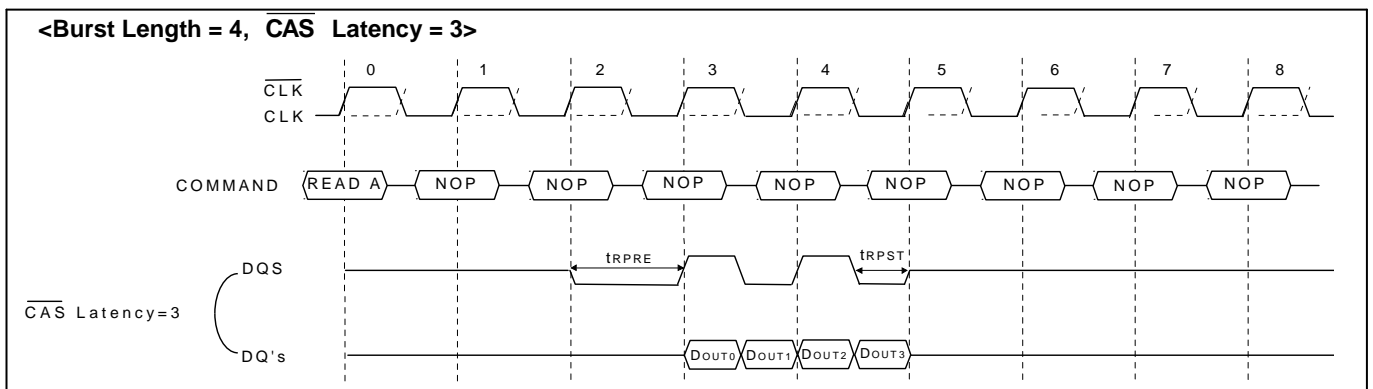 <Burst Length = 4, CAS Latency = 3>
0 1 2 3 4 5 6 7 8
CLK
CLK
COMMAND READ A NOP NOP NOP NOP NOP NOP NOP NOP
DQS tRPRE tRPST
CAS Latency=3
DQ's DOUT0 DOUT1 DOUT2 DOUT3